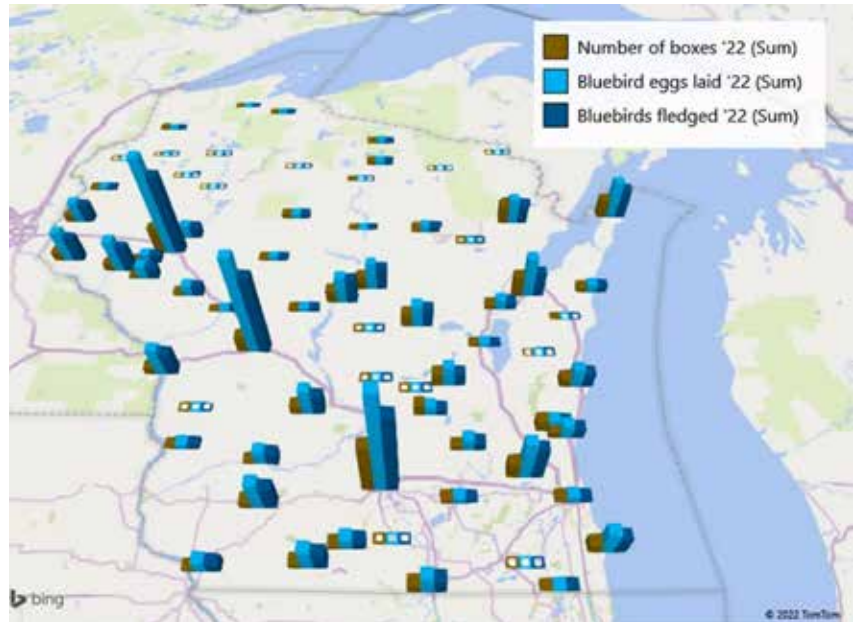 Number of boxes '22 (Sum)
Bluebird eggs laid '22 (Sum)
Bluebirds fledged '22 (Sum)
bing
© 2022 TomTom